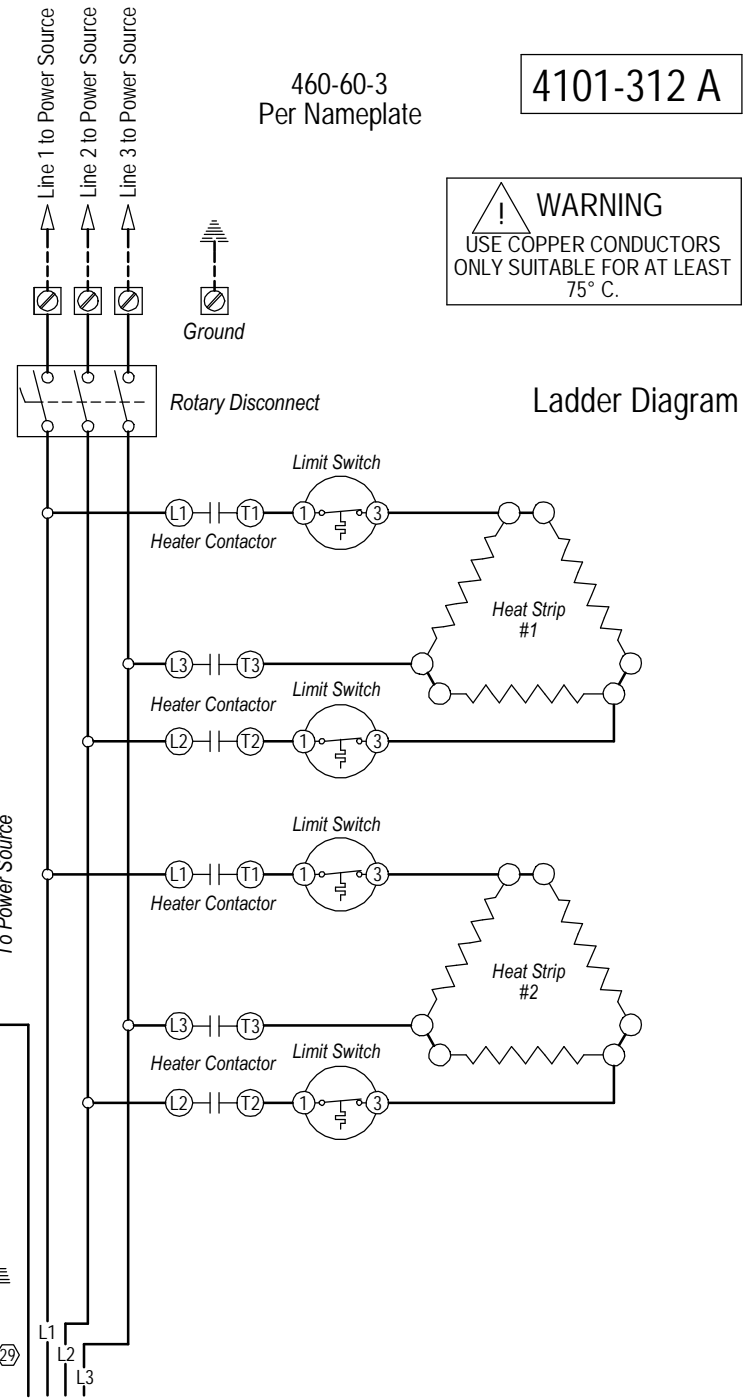 Line 1 to Power Source
Line 2 to Power Source
Line 3 to Power Source
460-60-3
Per Nameplate
4101-312 A
! WARNING
USE COPPER CONDUCTORS
ONLY SUITABLE FOR AT LEAST
75° C.
Ground
Rotary Disconnect
Ladder Diagram
Limit Switch
L1 T1 1 3
Heater Contactor
Heat Strip
#1
L3 T3
Heater Contactor
Limit Switch
L2 T2 1 3
To Power Source
Limit Switch
L1 T1 1 3
Heater Contactor
Heat Strip
#2
L3 T3
Heater Contactor
Limit Switch
L2 T2 1 3
29
L1
L2
L3